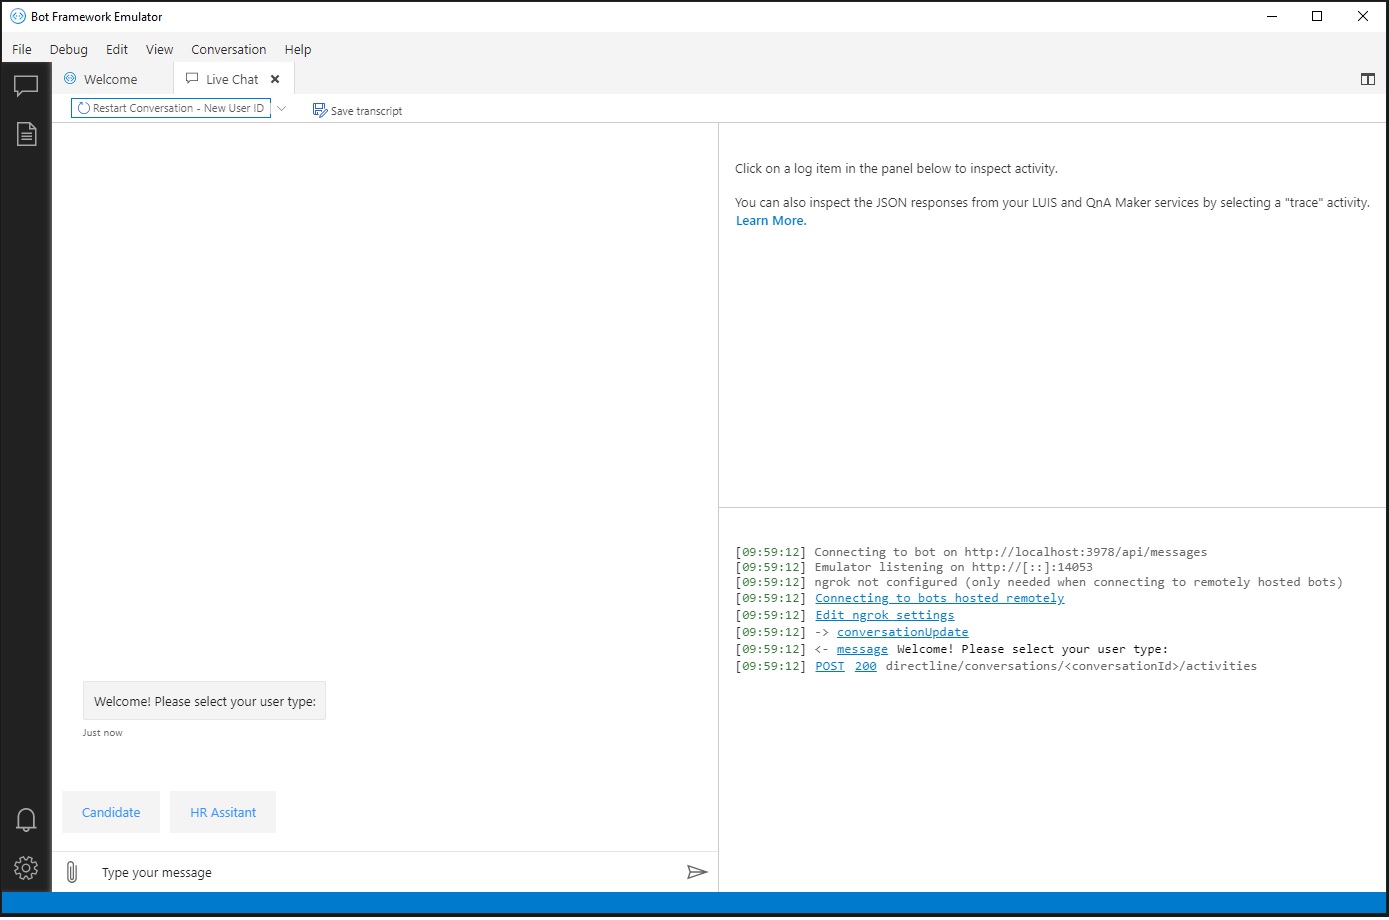 Bot Framework Emulator
File Debug Edit View Conversation Help
Welcome Live Chat
Restart Conversation - New User ID Save transcript
Click on a log item in the panel below to inspect activity.
You can also inspect the JSON responses from your LUIS and QnA Maker services by selecting a "trace" activity.
Learn More.
[09:59:12] Connecting to bot on http://localhost:3978/api/messages
[09:59:12] Emulator listening on http://[::]:14053
[09:59:12] ngrok not configured (only needed when connecting to remotely hosted bots)
[09:59:12] Connecting to bots hosted remotely
[09:59:12] Edit ngrok settings
[09:59:12] -> conversationUpdate
[09:59:12] <- message Welcome! Please select your user type:
[09:59:12] POST 200 directline/conversations/<conversationId>/activities
Welcome! Please select your user type:
Just now
Candidate HR Assitant
Type your message